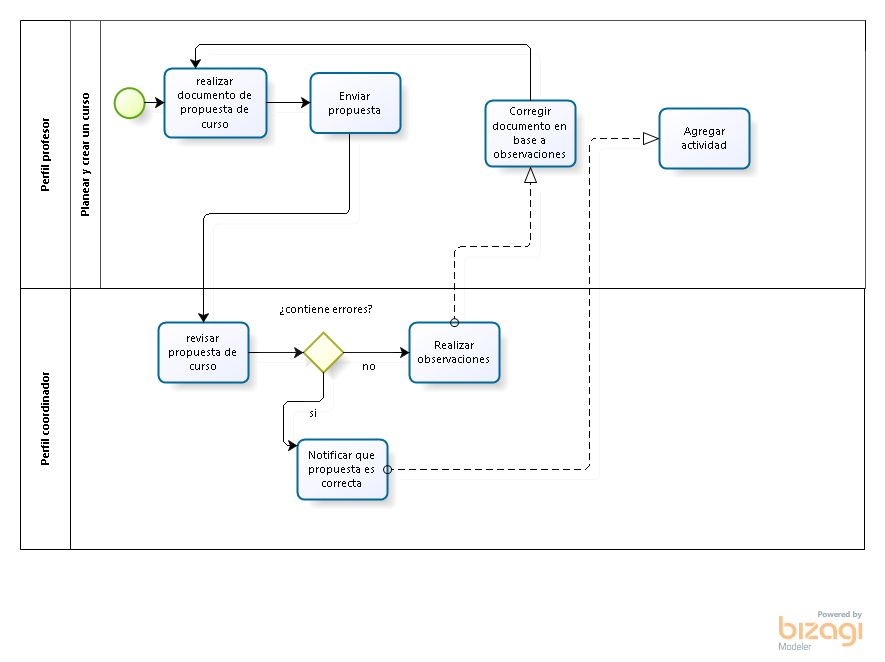 Perfil profesor
Planear y crear un curso
realizar
documento de
propuesta de
curso
Enviar
propuesta
Corregir
documento en
base a
observaciones
Agregar
actividad
Perfil coordinador
¿contiene errores?
revisar
propuesta de
curso
no
Realizar
observaciones
si
Notificar que
propuesta es
correcta
Powered by
bizagi
Modeler